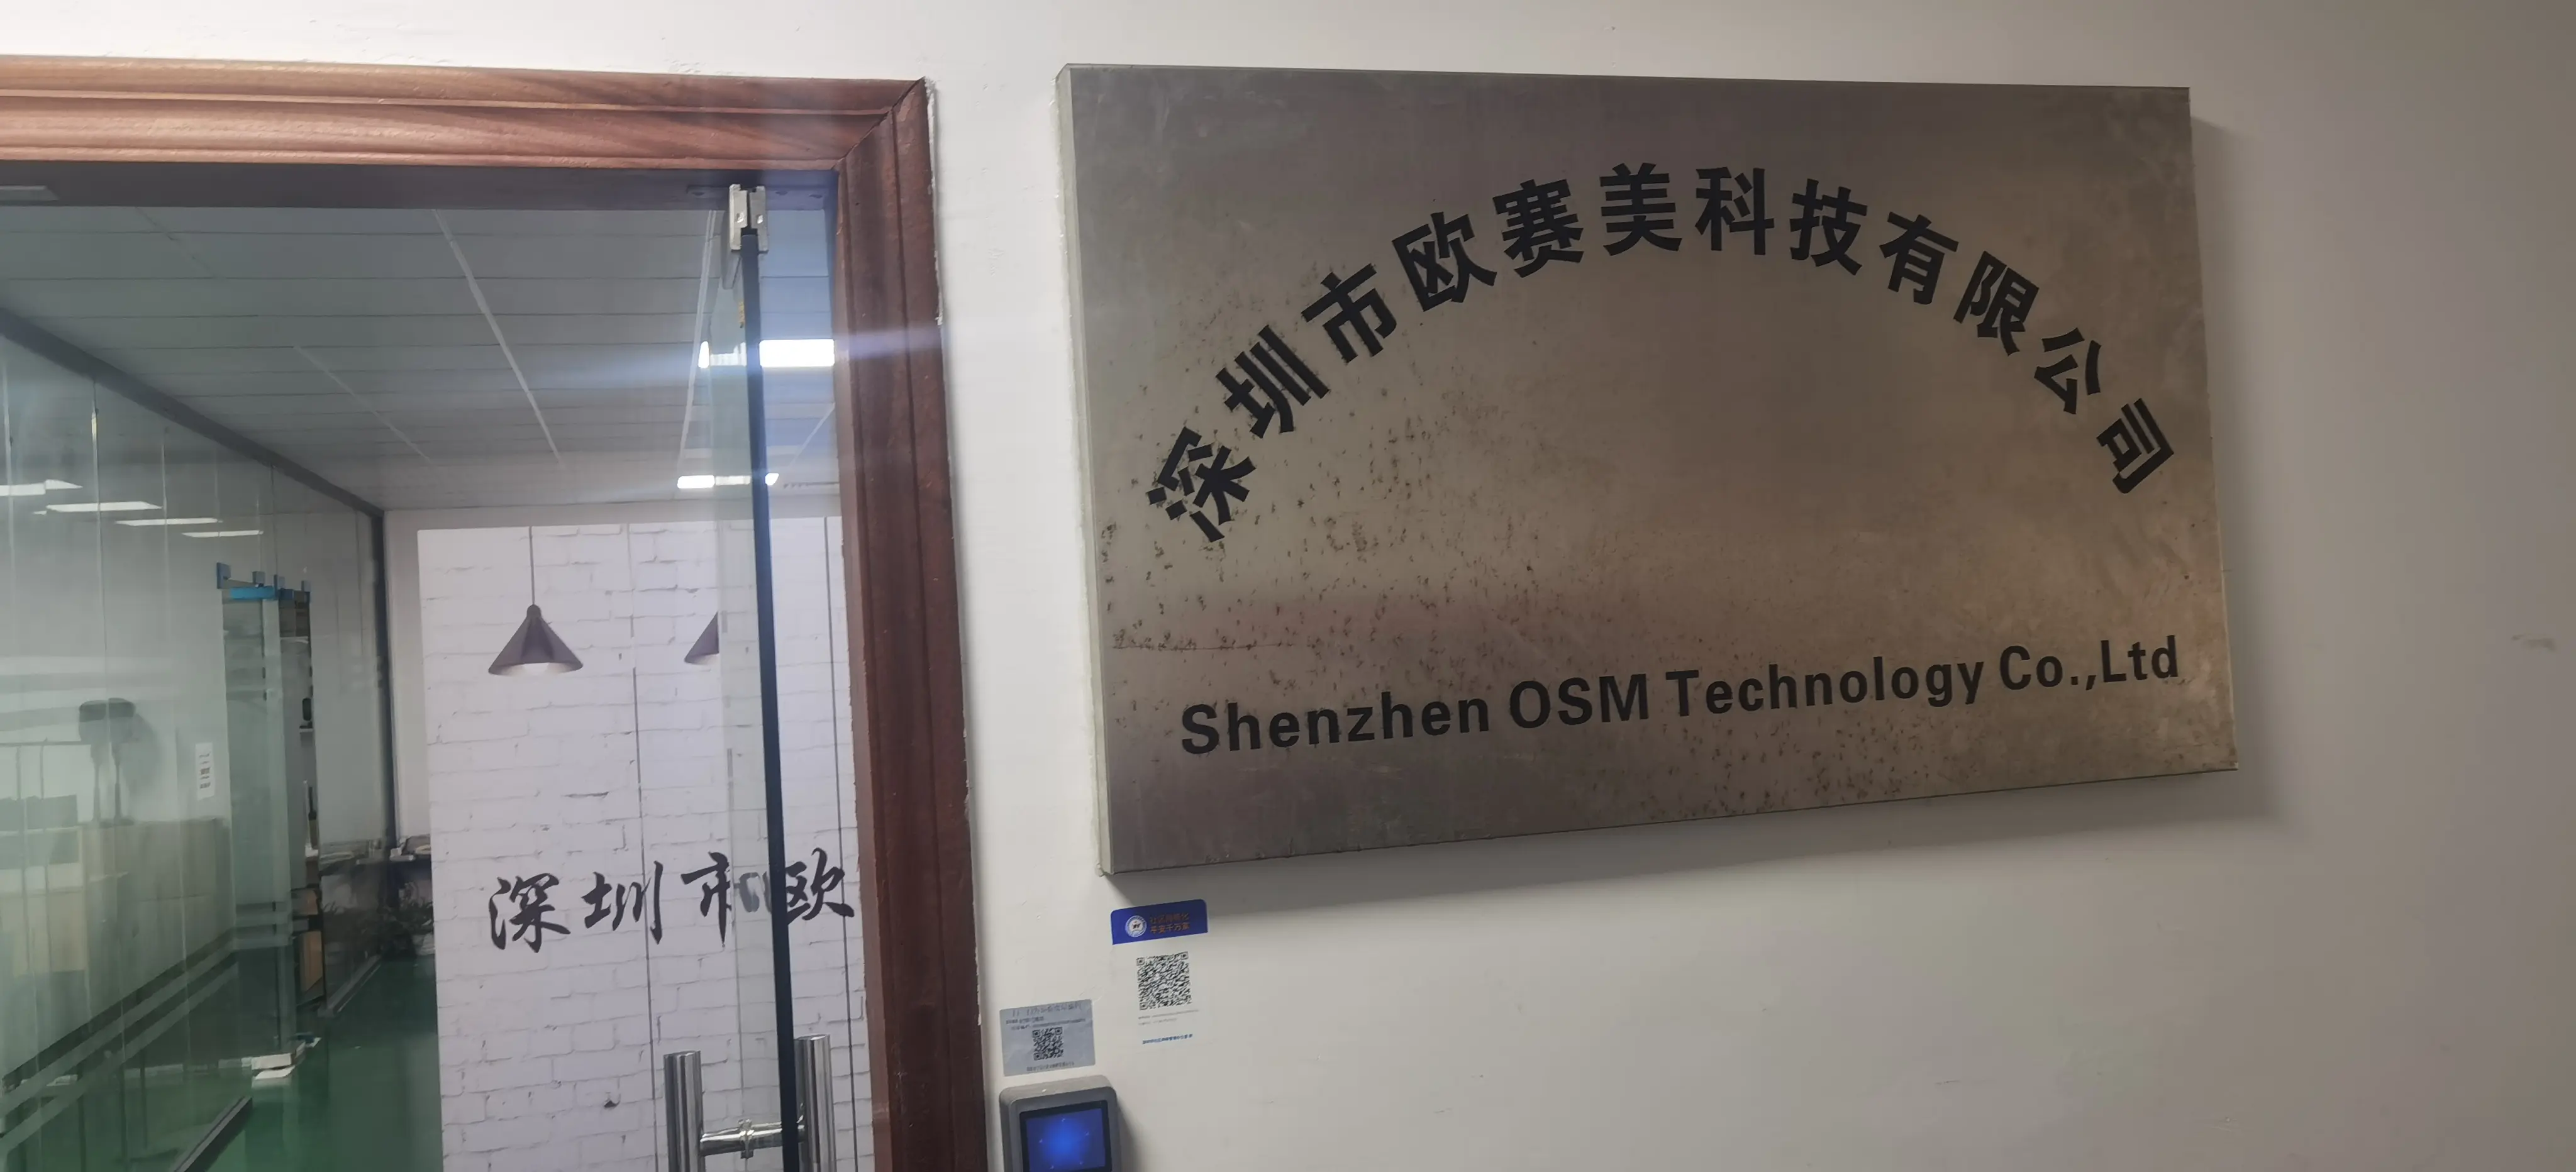 深圳市欧赛美科技有限公司
Shenzhen OSM Technology Co.,Ltd
深圳市欧